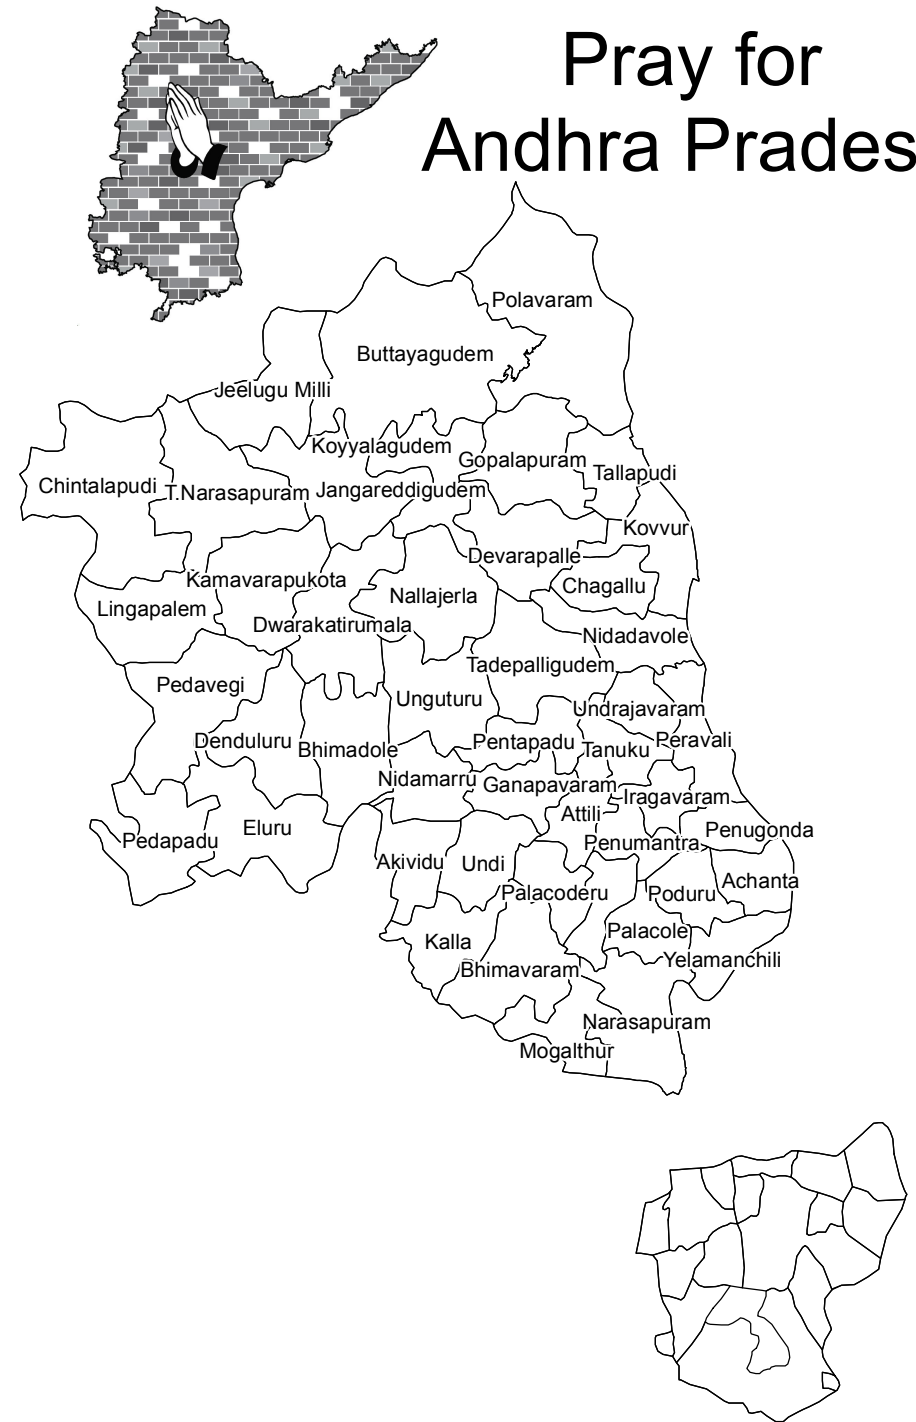 Pray for
Andhra Prades
Polavaram
Buttayagudem
Jeelugu Milli
Koyyalagudem
Gopalapuram
Tallapudi
Chintalapudi
T.Narasapuram
Jangareddigudem
Kovvur
Devarapalle
Kamavarapukota
Chagallu
Nallajerla
Lingapalem
Dwarakatirumala
Nidadavole
Tadepalligudem
Pedavegi
Unguturu
Undrajavaram
Denduluru
Bhimadole
Pentapadu
Tanuku
Peravali
Nidamarru
Ganapavaram
Iragavaram
Attili
Eluru
Pedapadu
Penumantra
Penugonda
Akividu
Undi
Palacoderu
Poduru
Achanta
Palacole
Kalla
Yelamanchili
Bhimavaram
Narasapuram
Mogalthur